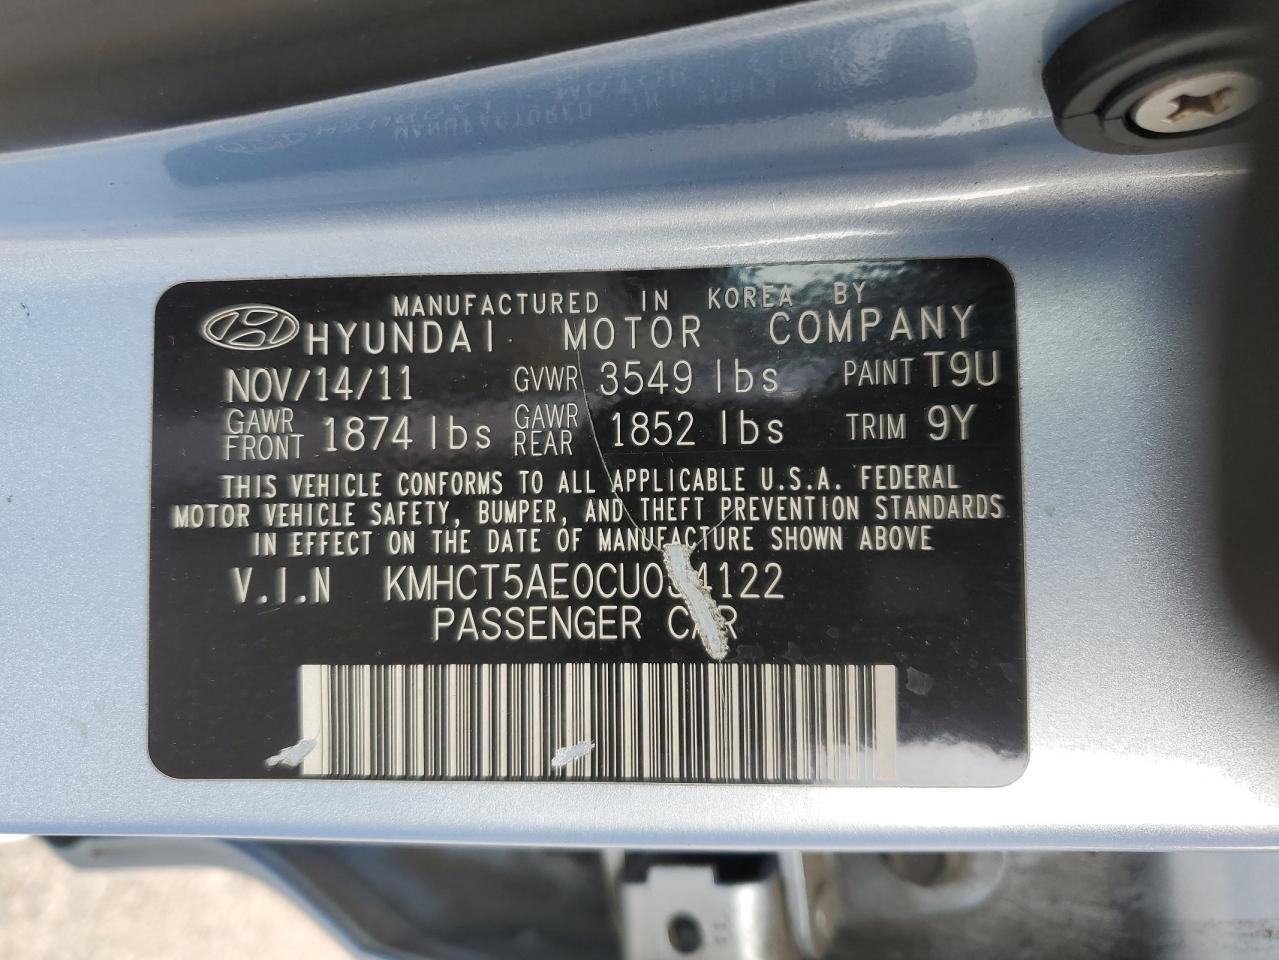 MANUFACTURED IN KOREA BY
HYUNDAI MOTOR COMPANY
NOV/14/11 GVWR 3549 lbs PAINT T9U
GAWR FRONT 1874 lbs GAWR REAR 1852 lbs TRIM 9Y
THIS VEHICLE CONFORMS TO ALL APPLICABLE U.S.A. FEDERAL
MOTOR VEHICLE SAFETY, BUMPER, AND THEFT PREVENTION STANDARDS
IN EFFECT ON THE DATE OF MANUFACTURE SHOWN ABOVE
V.I.N
PASSENGER CAR